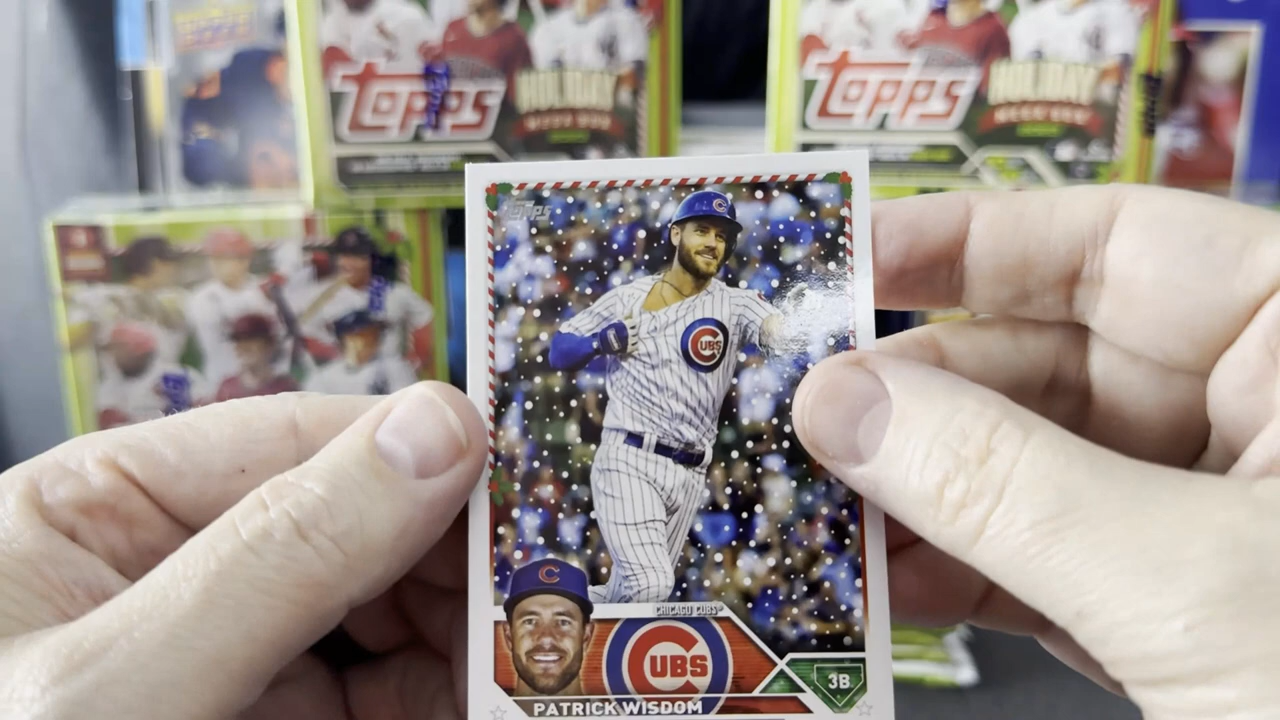 Topps
HOLIDAY
Topps
HOLIDAY
Topps
C
CUBS
CHICAGO CUBS®
C
CUBS
3B
PATRICK WISDOM